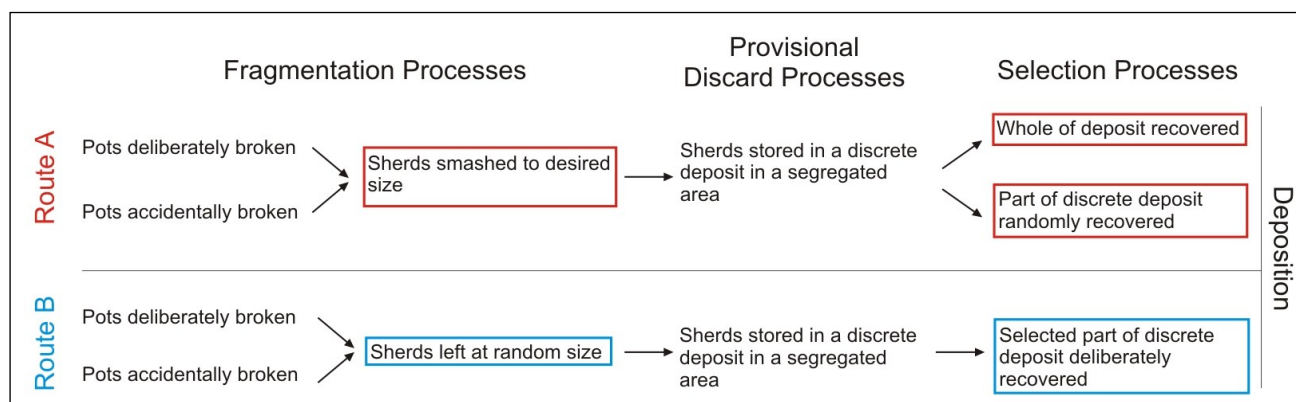 Fragmentation Processes
Provisional
Discard Processes
Selection Processes
Route A
Pots deliberately broken
Pots accidentally broken
Sherds smashed to desired
size
Sherds stored in a discrete
deposit in a segregated
area
Whole of deposit recovered
Part of discrete deposit
randomly recovered
Route B
Pots deliberately broken
Pots accidentally broken
Sherds left at random size
Sherds stored in a discrete
deposit in a segregated
area
Selected part of discrete
deposit deliberately
recovered
Deposition